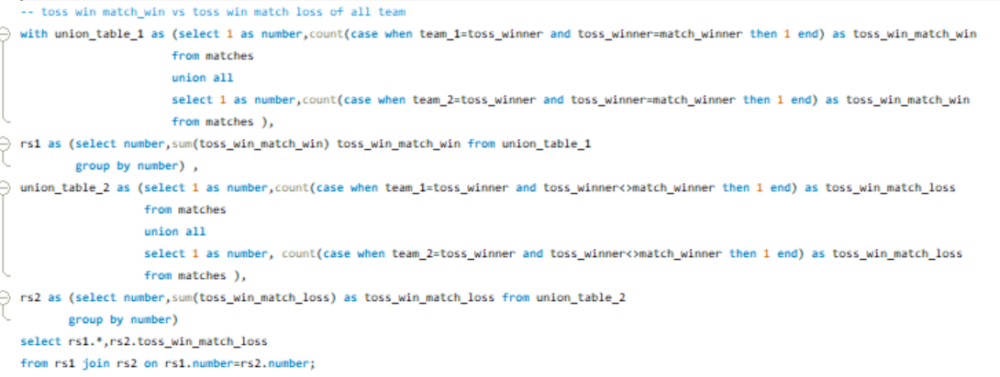 -- toss win match_win vs toss win match loss of all team
with union_table_1 as (select 1 as number,count(case when team_1=toss_winner and toss_winner=match_winner then 1 end) as toss_win_match_win
from matches
union all
select 1 as number,count(case when team_2=toss_winner and toss_winner=match_winner then 1 end) as toss_win_match_win
from matches ),
rs1 as (select number,sum(toss_win_match_win) toss_win_match_win from union_table_1
group by number) ,
union_table_2 as (select 1 as number,count(case when team_1=toss_winner and toss_winner<>match_winner then 1 end) as toss_win_match_loss
from matches
union all
select 1 as number, count(case when team_2=toss_winner and toss_winner<>match_winner then 1 end) as toss_win_match_loss
from matches ),
rs2 as (select number,sum(toss_win_match_loss) as toss_win_match_loss from union_table_2
group by number)
select rs1.*,rs2.toss_win_match_loss
from rs1 join rs2 on rs1.number=rs2.number;